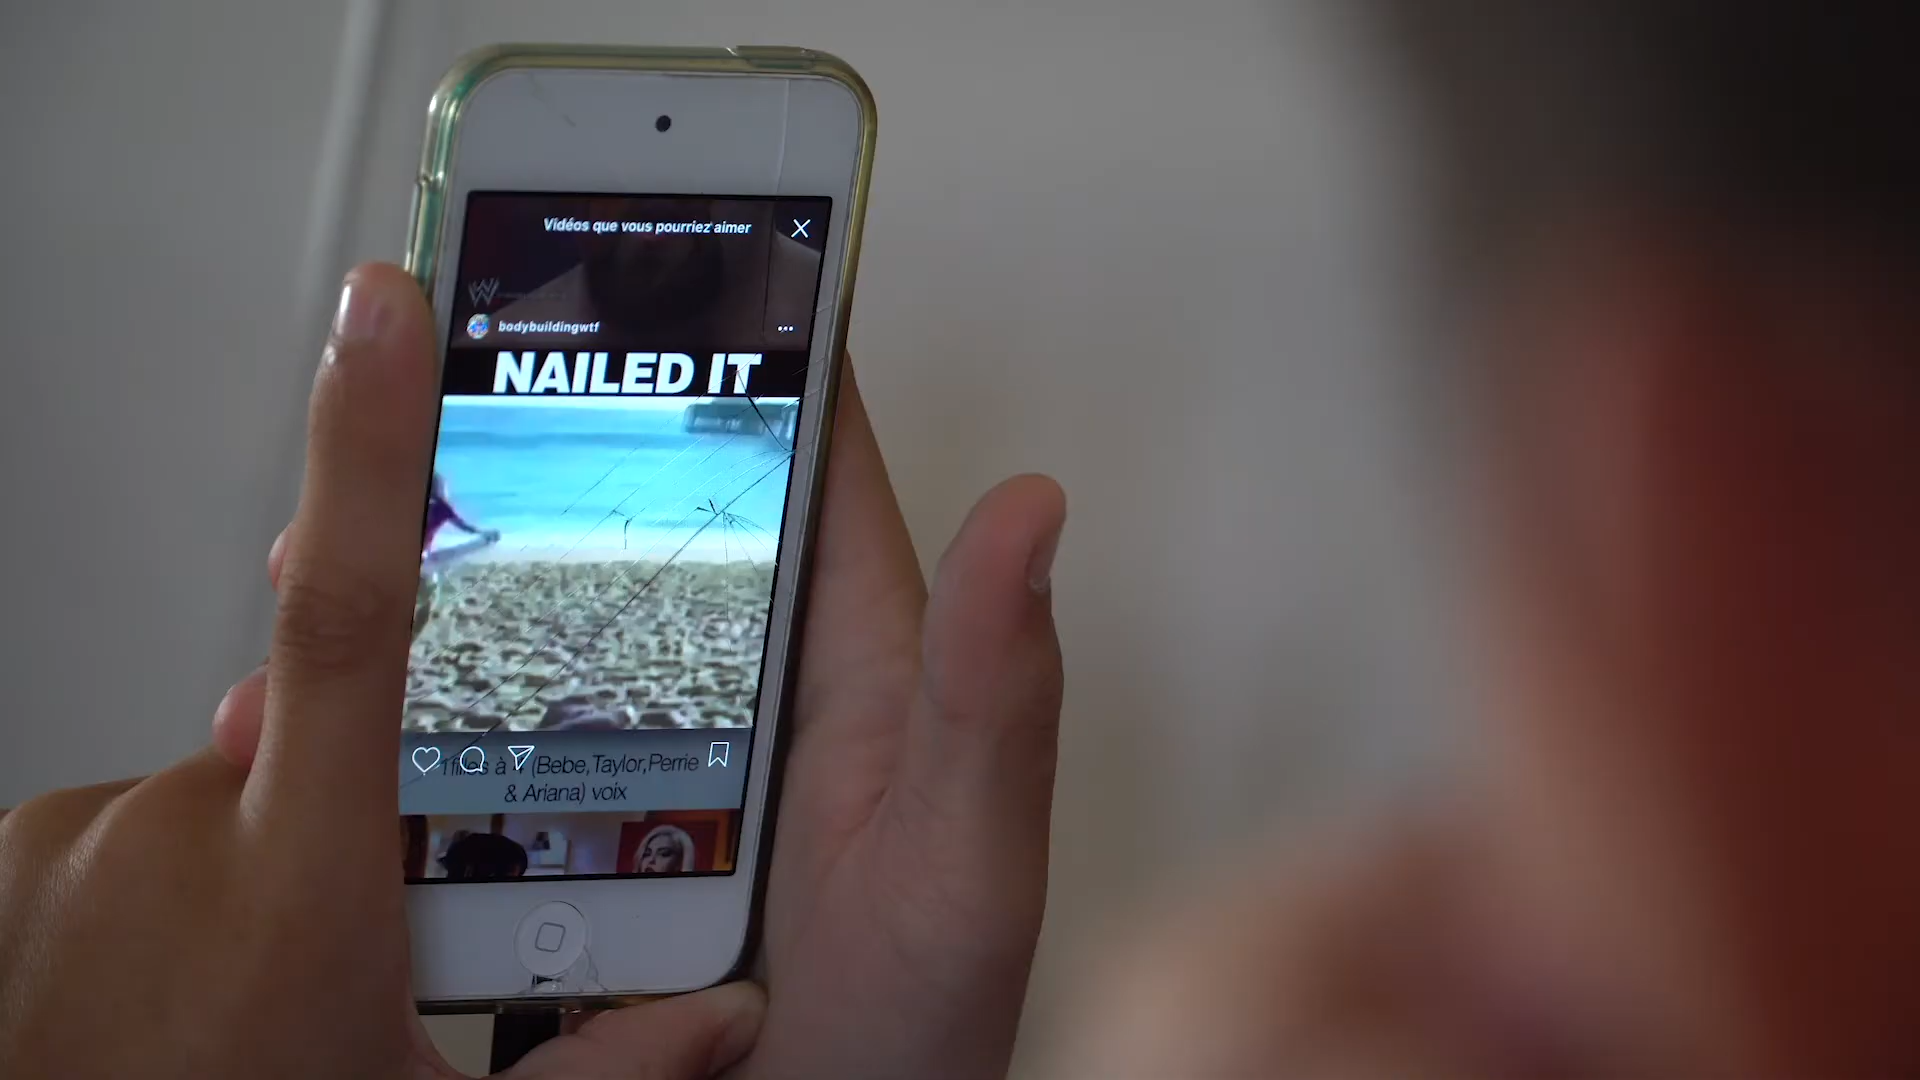 Vidéos que vous pourriez aimer
bodybuildingwtf
NAILED IT
(Bebe,Taylor,Perrie
& Ariana) voix